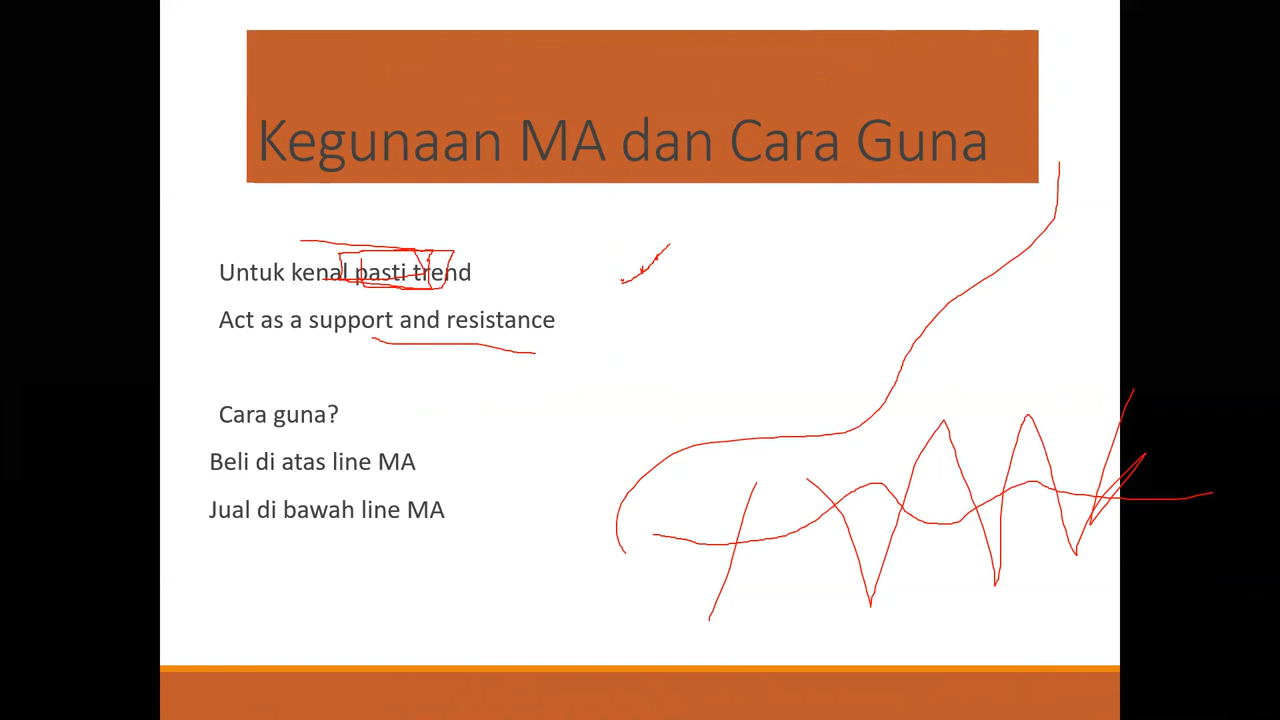 Kegunaan MA dan Cara Guna
Untuk kenal pasti trend
Act as a support and resistance
Cara guna?
Beli di atas line MA
Jual di bawah line MA